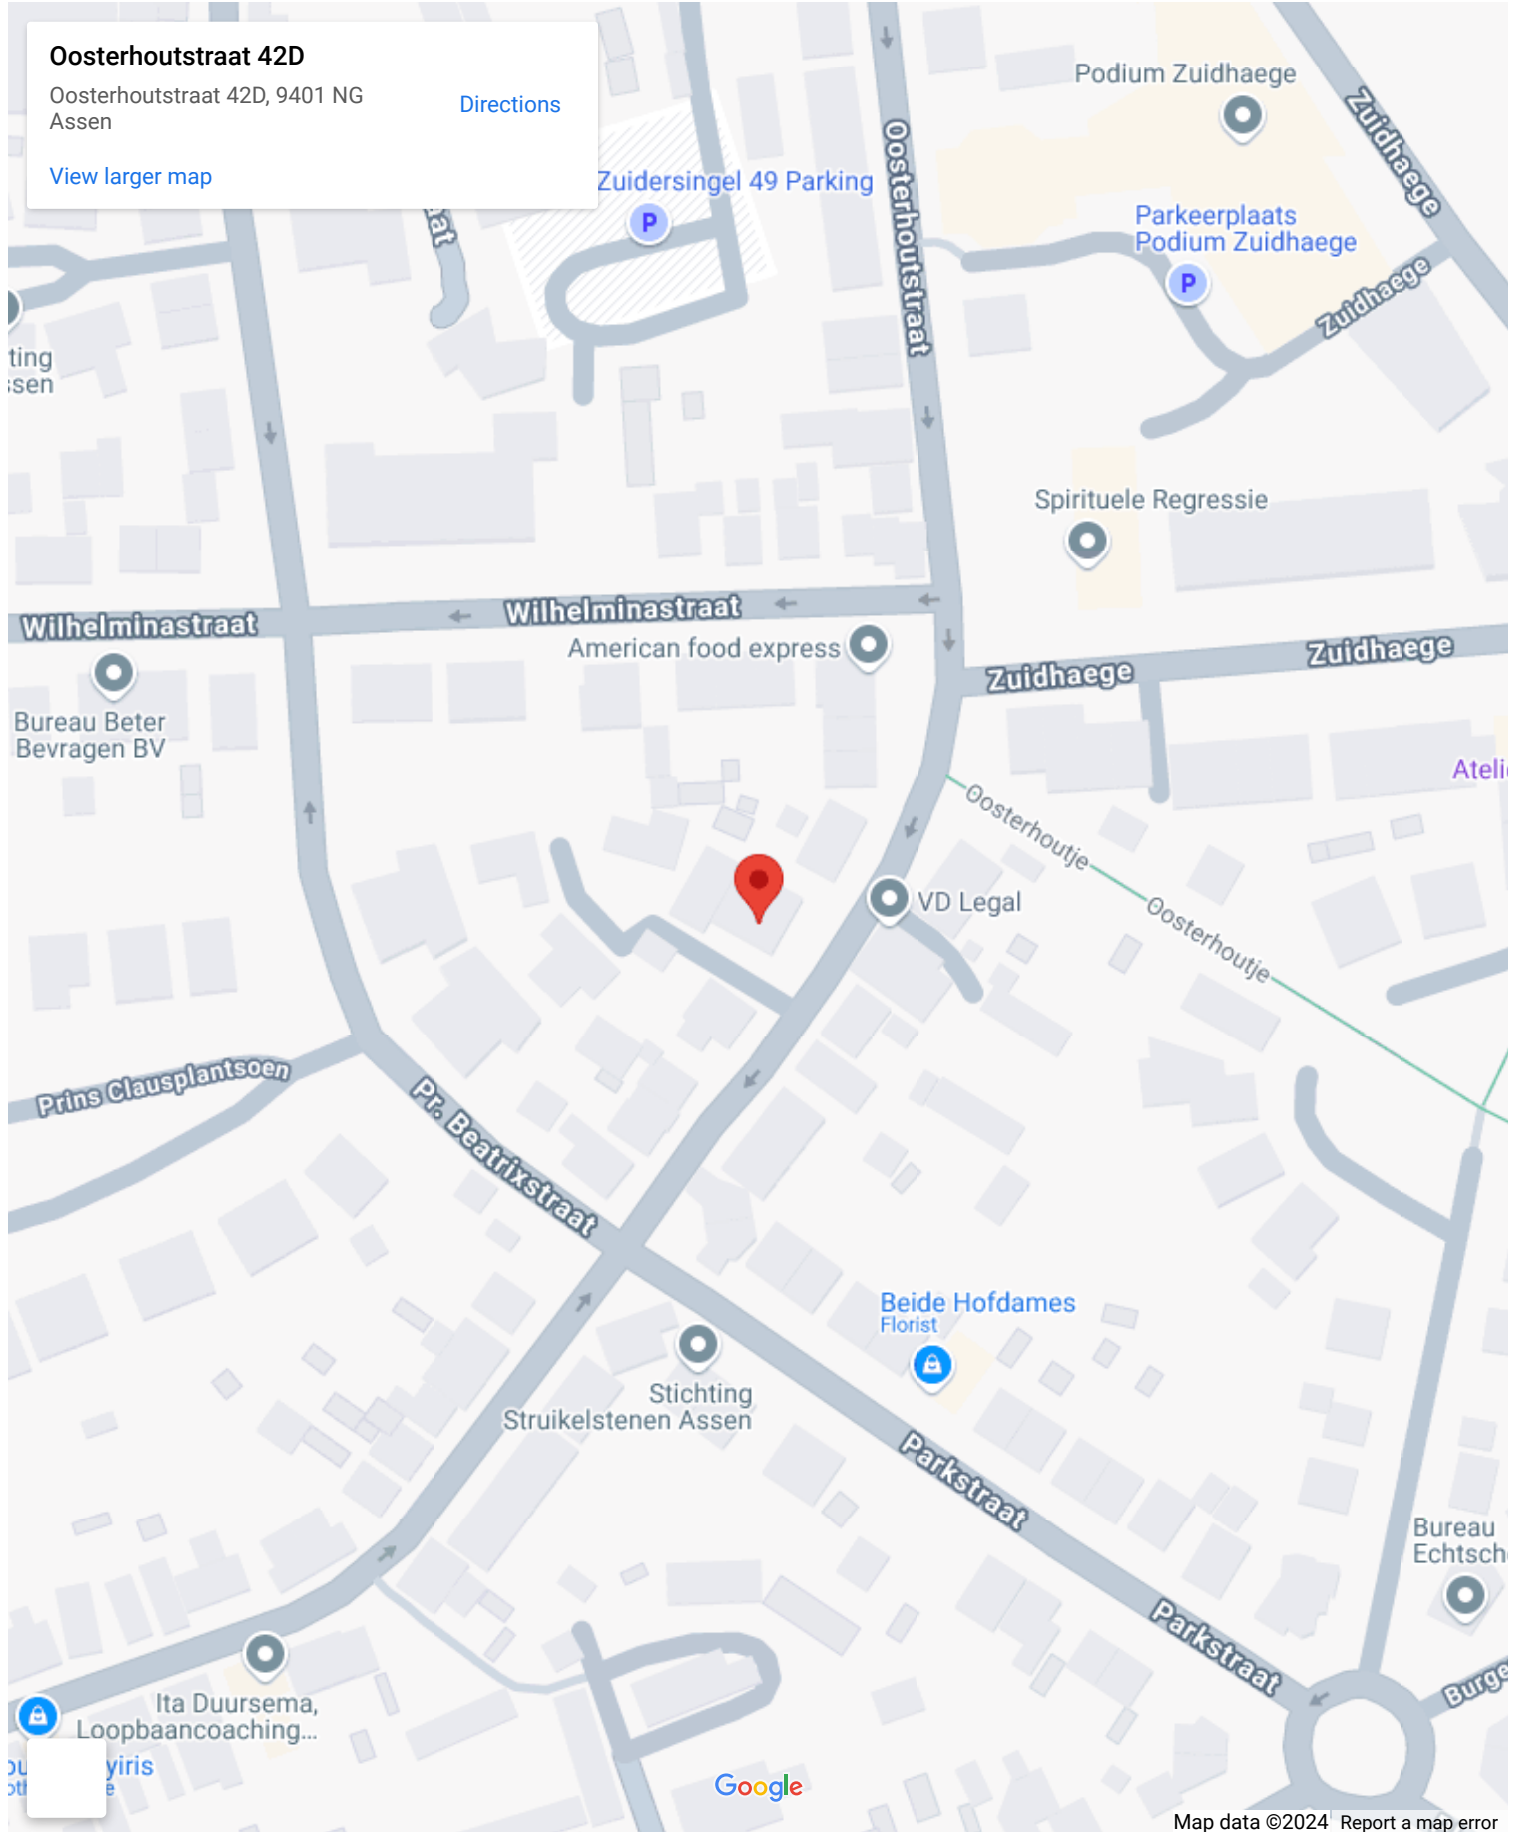 Oosterhoutstraat 42D
Oosterhoutstraat 42D, 9401 NG
Assen
Directions
View larger map
Podium Zuidhaege
Zuidhaege
Oosterhoutstraat
Zuidersingel 49 Parking
P
Parkeerplaats
Podium Zuidhaege
P
Zuidhaege
Spirituele Regressie
Wilhelminastraat
Wilhelminastraat
American food express
Zuidhaege
Zuidhaege
Bureau Beter
Bevragen BV
Oosterhoutje
VD Legal
Oosterhoutje
Prins Clausplantsoen
Pr. Beatrixstraat
Beide Hofdames
Florist
Stichting
Struikelstenen Assen
Parkstraat
Bureau
Parkstraat
Ita Duursema,
Loopbaancoaching...
Google
Map data ©2024
Report a map error